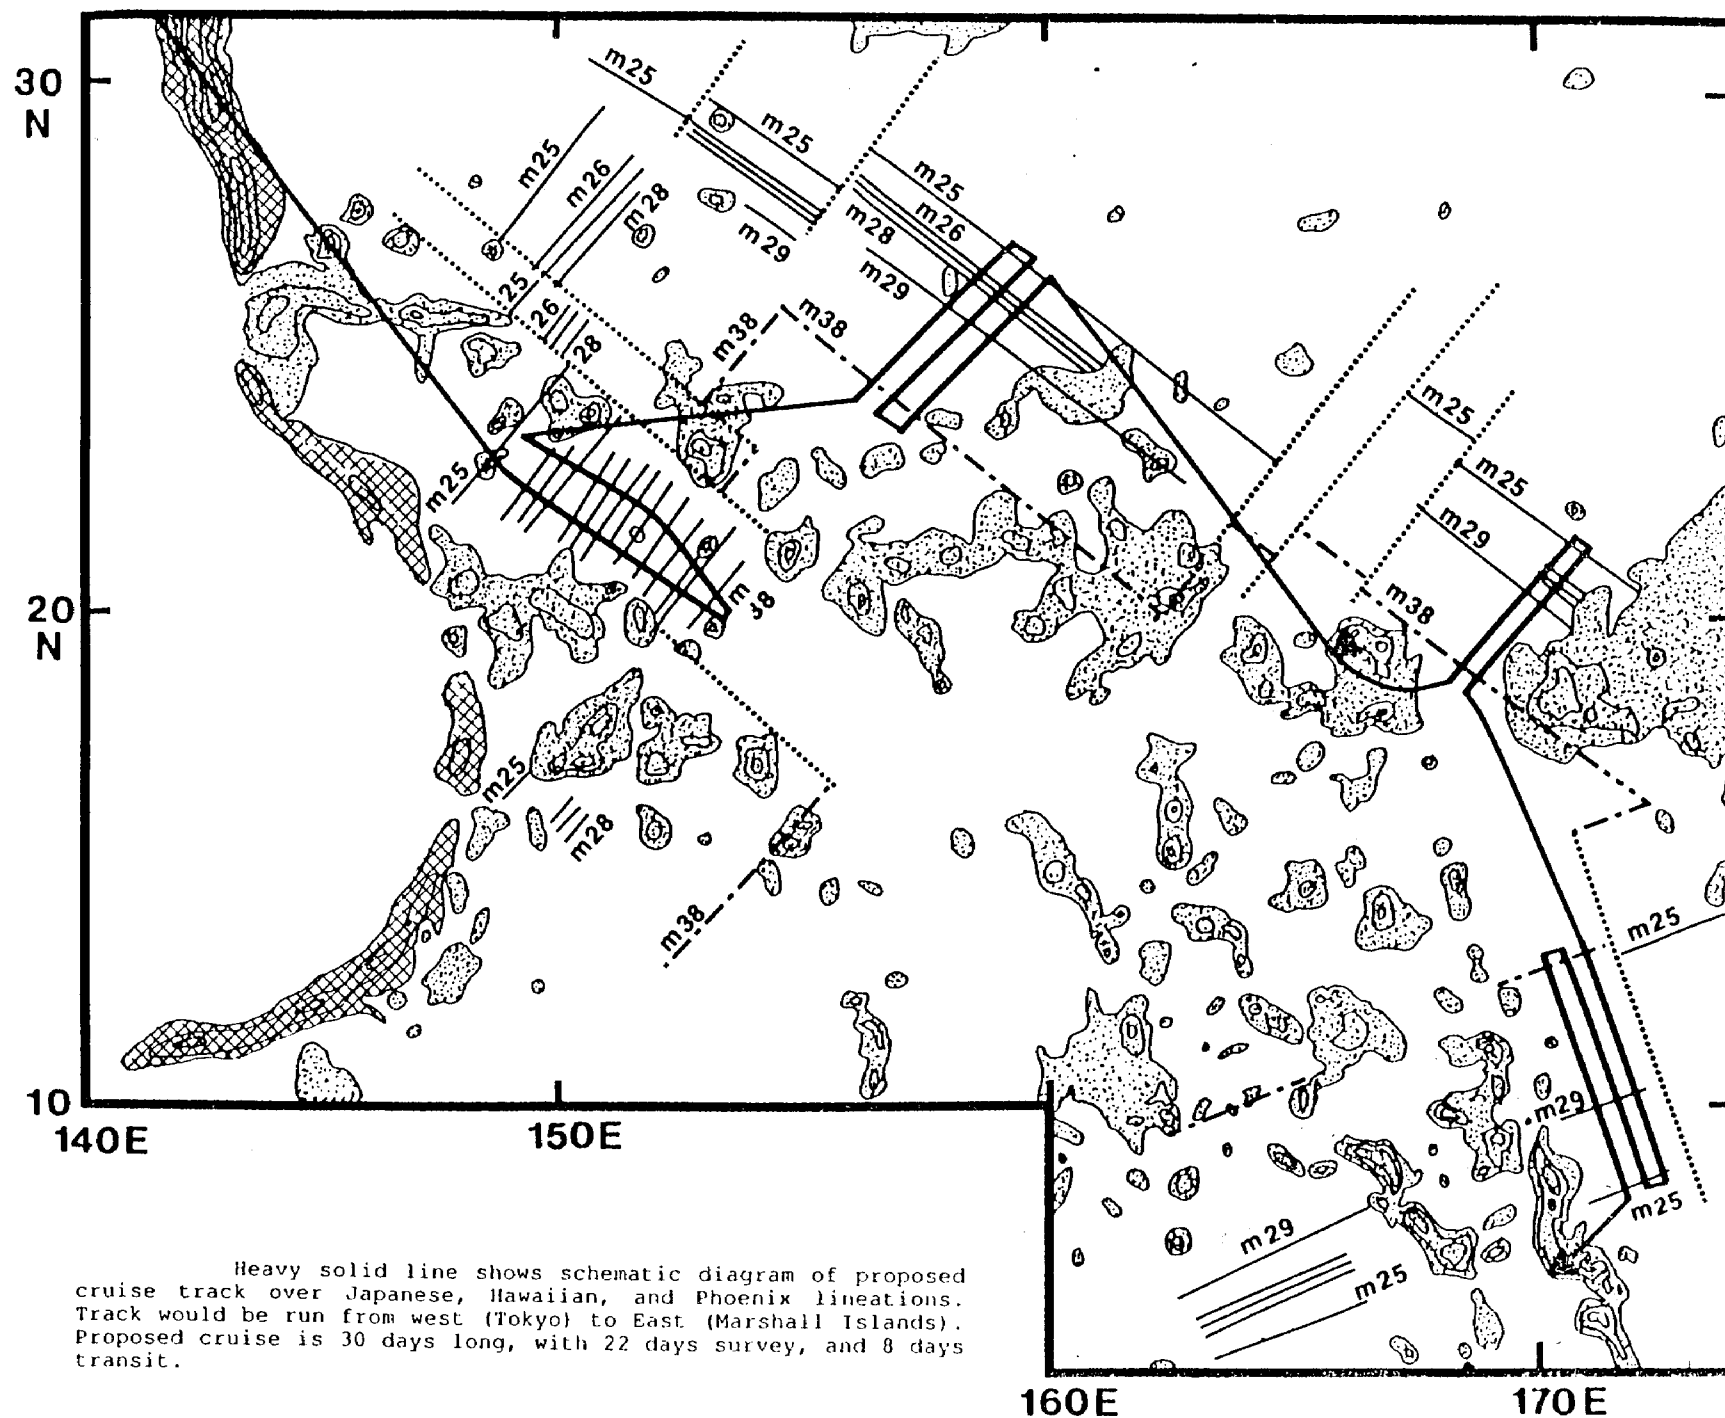 30
N
m25
m25
m25
m26
m28
m29
m25
m26
m28
m29
m38
m38
25
26
28
m25
m25
m25
m29
m38
20
N
m
38
m25
m28
m38
m25
m29
m25
m29
m25
10
140E
150E
160E
170E
Heavy solid line shows schematic diagram of proposed
cruise track over Japanese, Hawaiian, and Phoenix lineations.
Track would be run from west (Tokyo) to East (Marshall Islands).
Proposed cruise is 30 days long, with 22 days survey, and 8 days
transit.